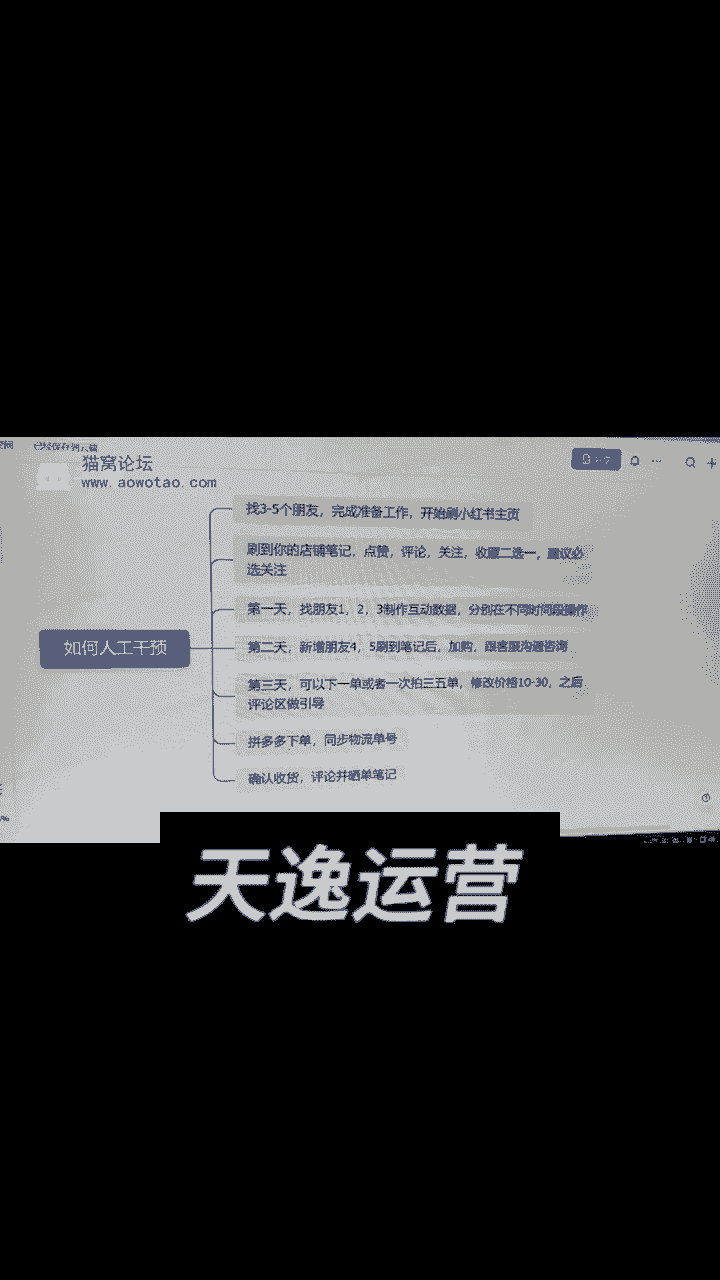 已经保存到云端
猫窝论坛
www.aowotao.com
找3-5个朋友，完成准备工作，开始刷小红书主页
刷到你的店铺笔记，点赞，评论，关注，收藏二选一，建议必
选关注
第一天，找朋友1，2，3制作互动数据，分别在不同时间段操作
如何人工干预
第二天，新增朋友4，5刷到笔记后，加购，跟客服沟通咨询
第三天，可以下一单或者一次拍三五单，修改价格10-30，之后
评论区做引导
拼多多下单，同步物流单号
确认收货，评论并晒单笔记
天逸运营